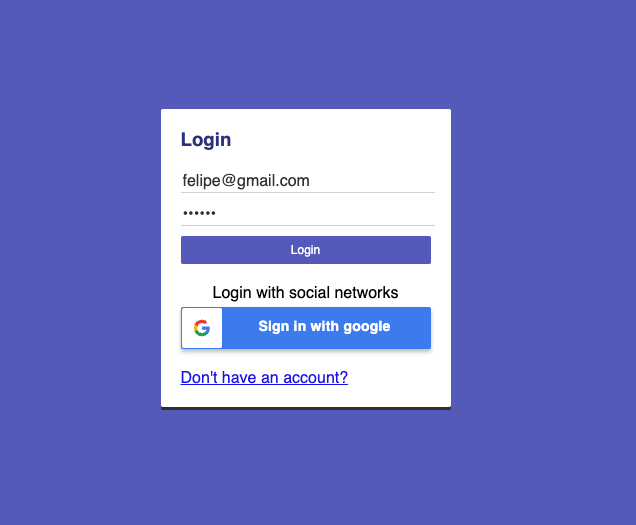 Login
felipe@gmail.com
••••••
Login
Login with social networks
Sign in with google
Don't have an account?